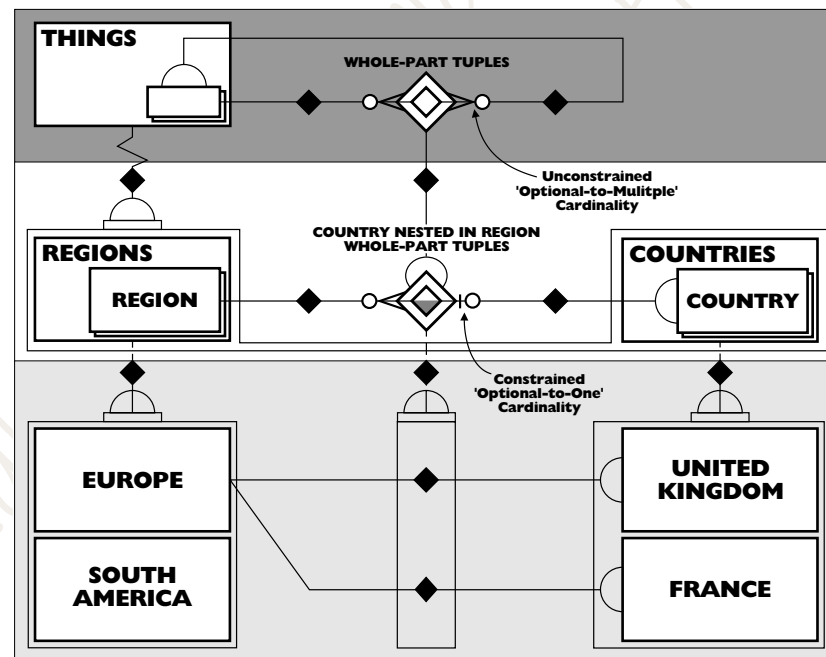 THINGS
WHOLE-PART TUPLES
Unconstrained
'Optional-to-Mulitple'
Cardinality
COUNTRY NESTED IN REGION
WHOLE-PART TUPLES
REGIONS
REGION
COUNTRIES
COUNTRY
Constrained
'Optional-to-One'
Cardinality
EUROPE
UNITED
KINGDOM
SOUTH
AMERICA
FRANCE